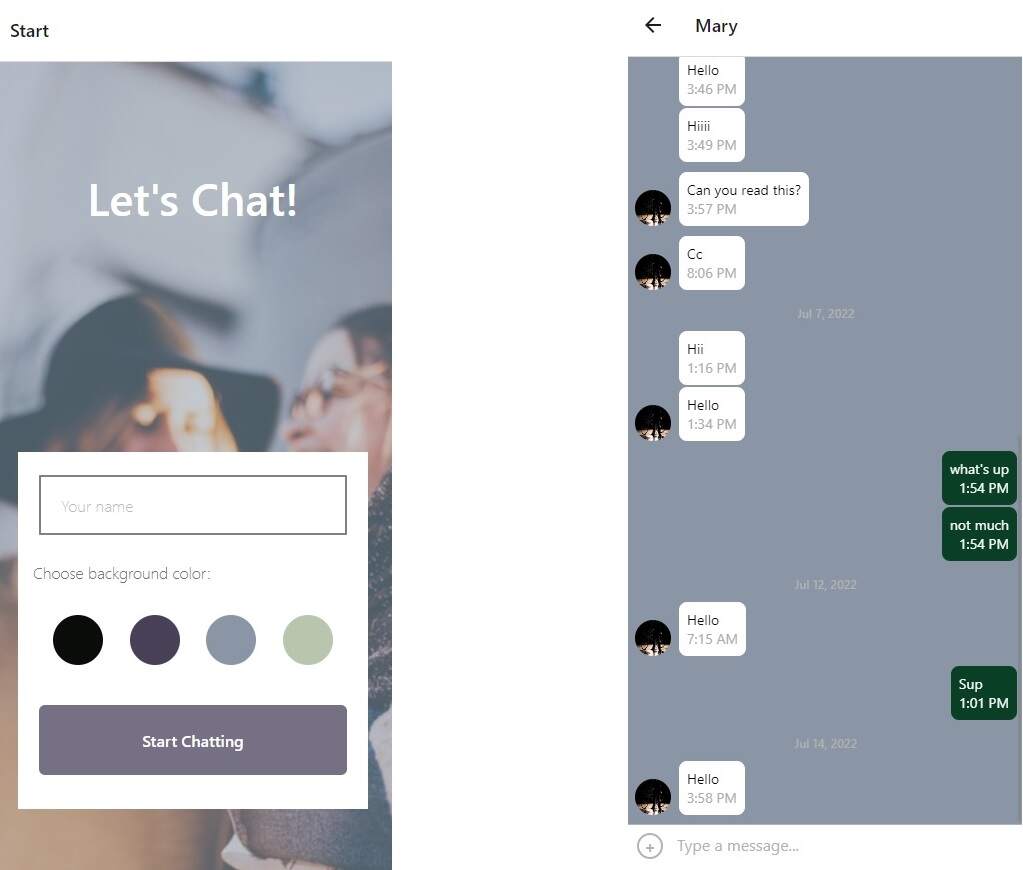 Start
Let's Chat!
Your name
Choose background color:
Start Chatting
Mary
Hello
3:46 PM
Hiiii
3:49 PM
Can you read this?
3:57 PM
Cc
8:06 PM
Jul 7, 2022
Hii
1:16 PM
Hello
1:34 PM
what's up
1:54 PM
not much
1:54 PM
Jul 12, 2022
Hello
7:15 AM
Sup
1:01 PM
Jul 14, 2022
Hello
3:58 PM
Type a message...